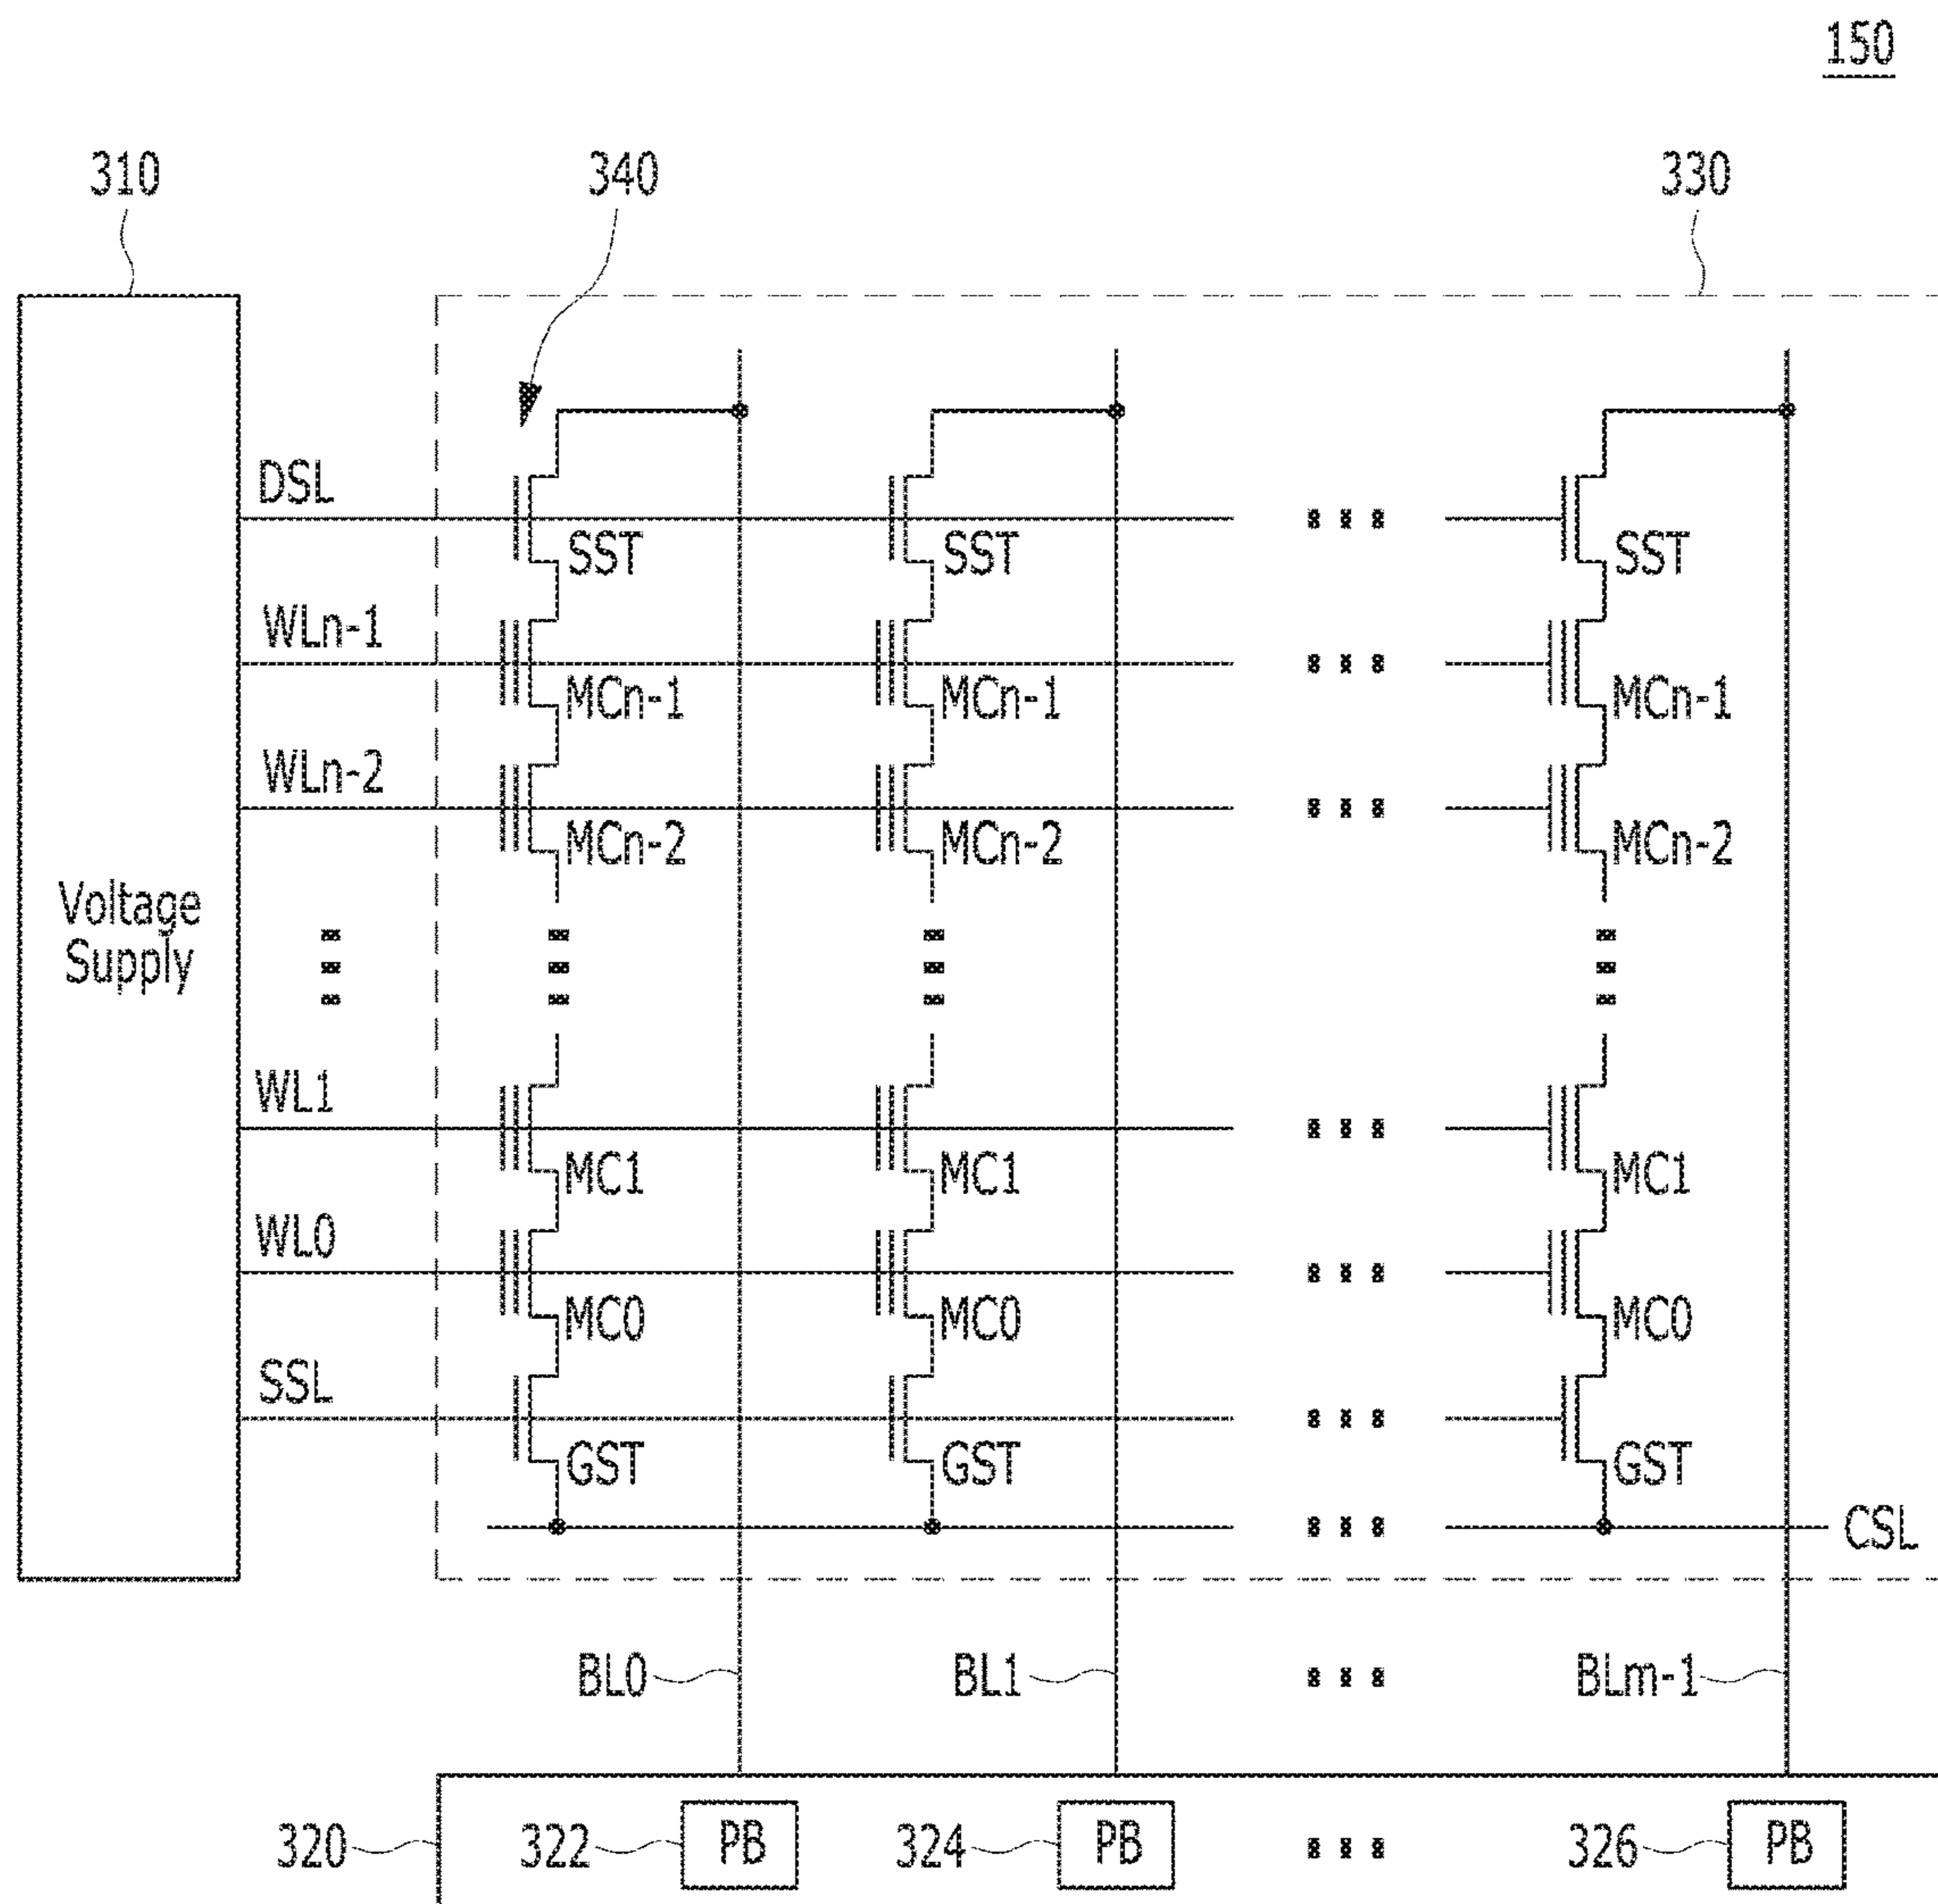 150
310 340 330
DSL
SST SST SST
WLn-1
MCn-1 MCn-1 MCn-1
WLn-2
MCn-2 MCn-2 MCn-2
Voltage
Supply
WL1
MC1 MC1 MC1
WL0
MC0 MC0 MC0
SSL
GST GST GST
CSL
BL0 BL1 BLm-1
320 322 PB 324 PB 326 PB